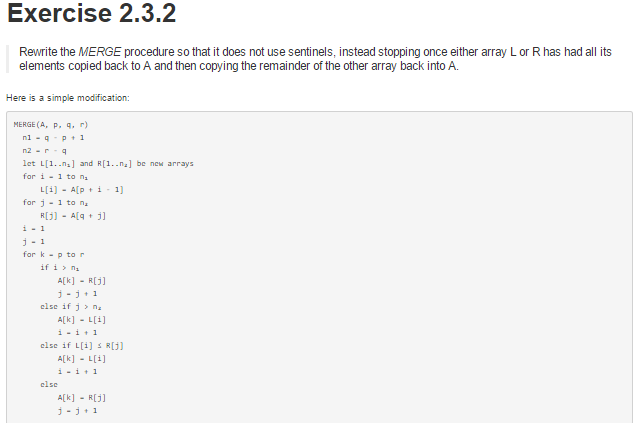 Exercise 2.3.2
Rewrite the MERGE procedure so that it does not use sentinels, instead stopping once either array L or R has had all its
elements copied back to A and then copying the remainder of the other array back into A.
Here is a simple modification:
MERGE(A, p, q, r)
n1 = q - p + 1
n2 = r - q
let L[1..n₁] and R[1..n₂] be new arrays
for i = 1 to n₁
L[i] = A[p + i - 1]
for j = 1 to n₂
R[j] = A[q + j]
i = 1
j = 1
for k = p to r
if i > n₁
A[k] = R[j]
j = j + 1
else if j > n₂
A[k] = L[i]
i = i + 1
else if L[i] ≤ R[j]
A[k] = L[i]
i = i + 1
else
A[k] = R[j]
j = j + 1